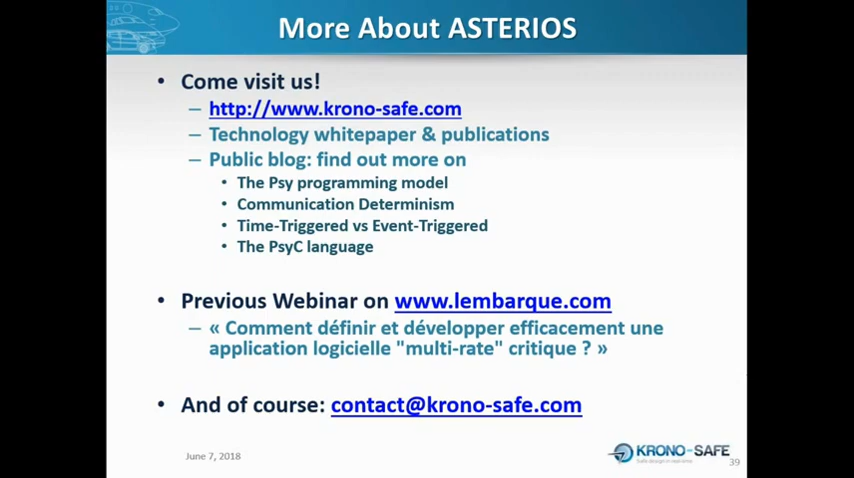 More About ASTERIOS
• Come visit us!
– http://www.krono-safe.com
– Technology whitepaper & publications
– Public blog: find out more on
• The Psy programming model
• Communication Determinism
• Time-Triggered vs Event-Triggered
• The PsyC language
• Previous Webinar on www.lembarque.com
– « Comment définir et développer efficacement une
application logicielle "multi-rate" critique ? »
• And of course: contact@krono-safe.com
June 7, 2018
KRONO-SAFE
39